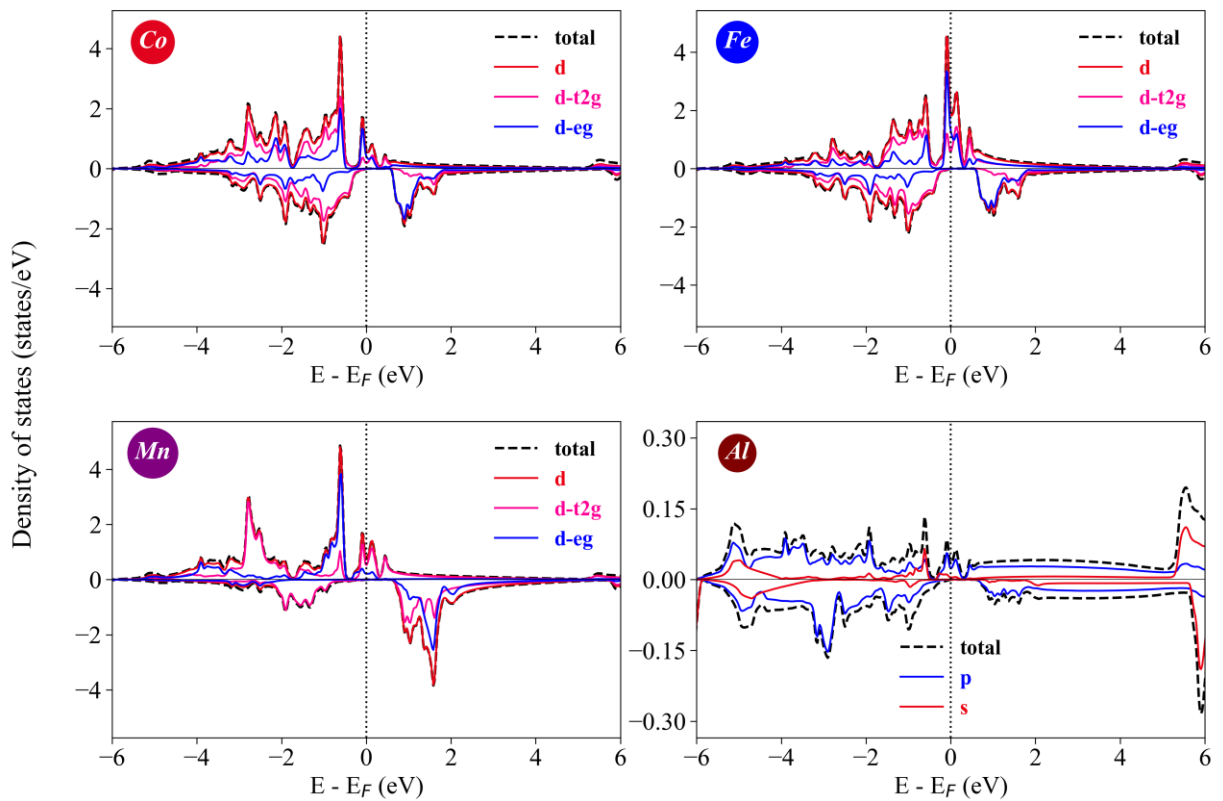 Density of states (states/eV)
Co
total
d
d-t2g
d-eg
4
2
0
−2
−4
−6 −4 −2 0 2 4 6
E - E_F (eV)
Fe
total
d
d-t2g
d-eg
4
2
0
−2
−4
−6 −4 −2 0 2 4 6
E - E_F (eV)
Mn
total
d
d-t2g
d-eg
4
2
0
−2
−4
−6 −4 −2 0 2 4 6
E - E_F (eV)
Al
0.30
0.15
0.00
−0.15
−0.30
total
p
s
−6 −4 −2 0 2 4 6
E - E_F (eV)